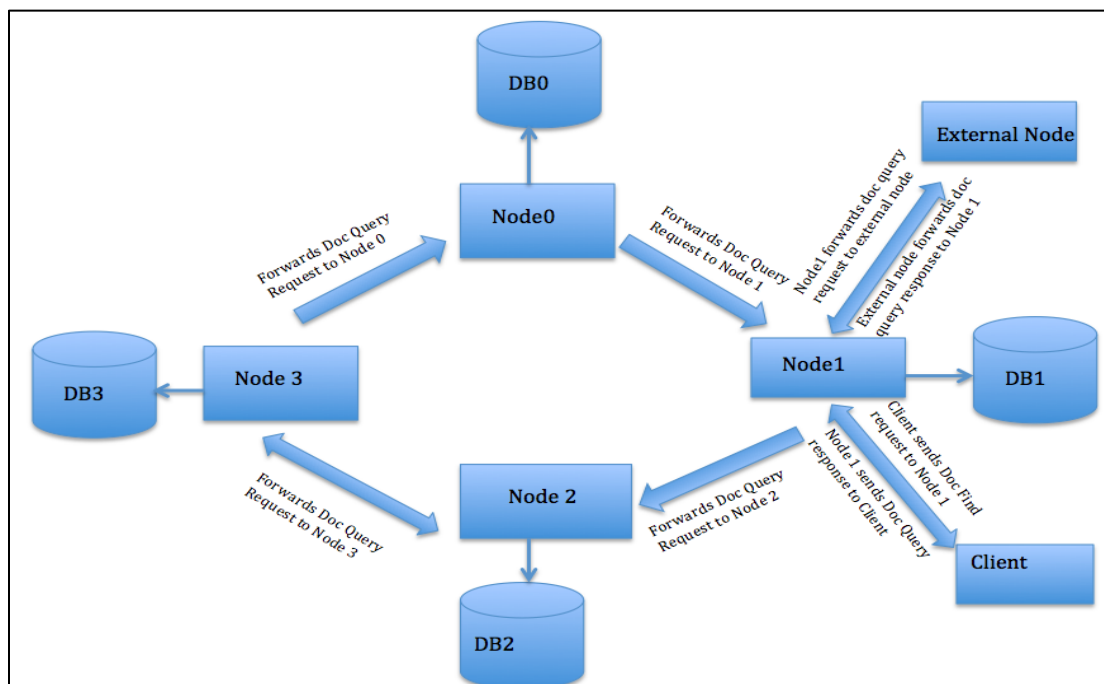 DB0
External Node
Node0
Forwards Doc Query
Request to Node 0
Forwards Doc Query
Request to Node 1
Node1 forwards doc query
request to external node
External node forwards doc
query response to Node 1
DB3
Node 3
Node1
DB1
Forwards Doc Query
Request to Node 3
Node 2
Forwards Doc Query
Request to Node 2
Client sends Doc Find
request to Node 1
Node 1 sends Doc Query
response to Client
Client
DB2